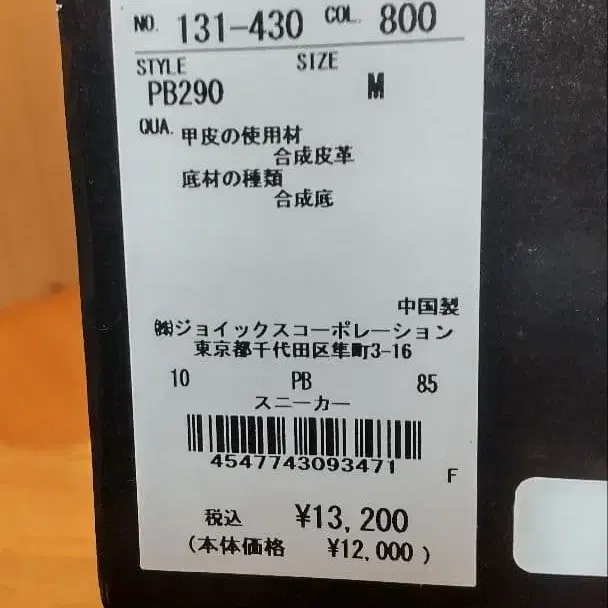 NO. 131-430 COL. 800
STYLE SIZE
PB290 M
QUA. 甲皮の使用材
合成皮革
底材の種類
合成底
中国製
㈱ジョイックスコーポレーション
東京都千代田区隼町3-16
10 PB 85
スニーカー
4547743093471
F
税込 ¥13,200
(本体価格 ¥12,000)